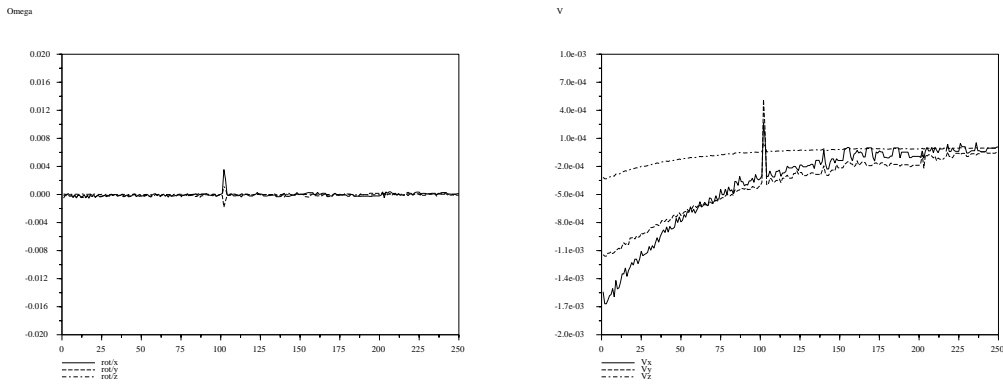 Omega
0.020
0.016
0.012
0.008
0.004
0.000
-0.004
-0.008
-0.012
-0.016
-0.020
0 25 50 75 100 125 150 175 200 225 250
rot/x
rot/y
rot/z
V
1.0e-03
7.0e-04
4.0e-04
1.0e-04
-2.0e-04
-5.0e-04
-8.0e-04
-1.1e-03
-1.4e-03
-1.7e-03
-2.0e-03
0 25 50 75 100 125 150 175 200 225 250
Vx
Vy
Vz